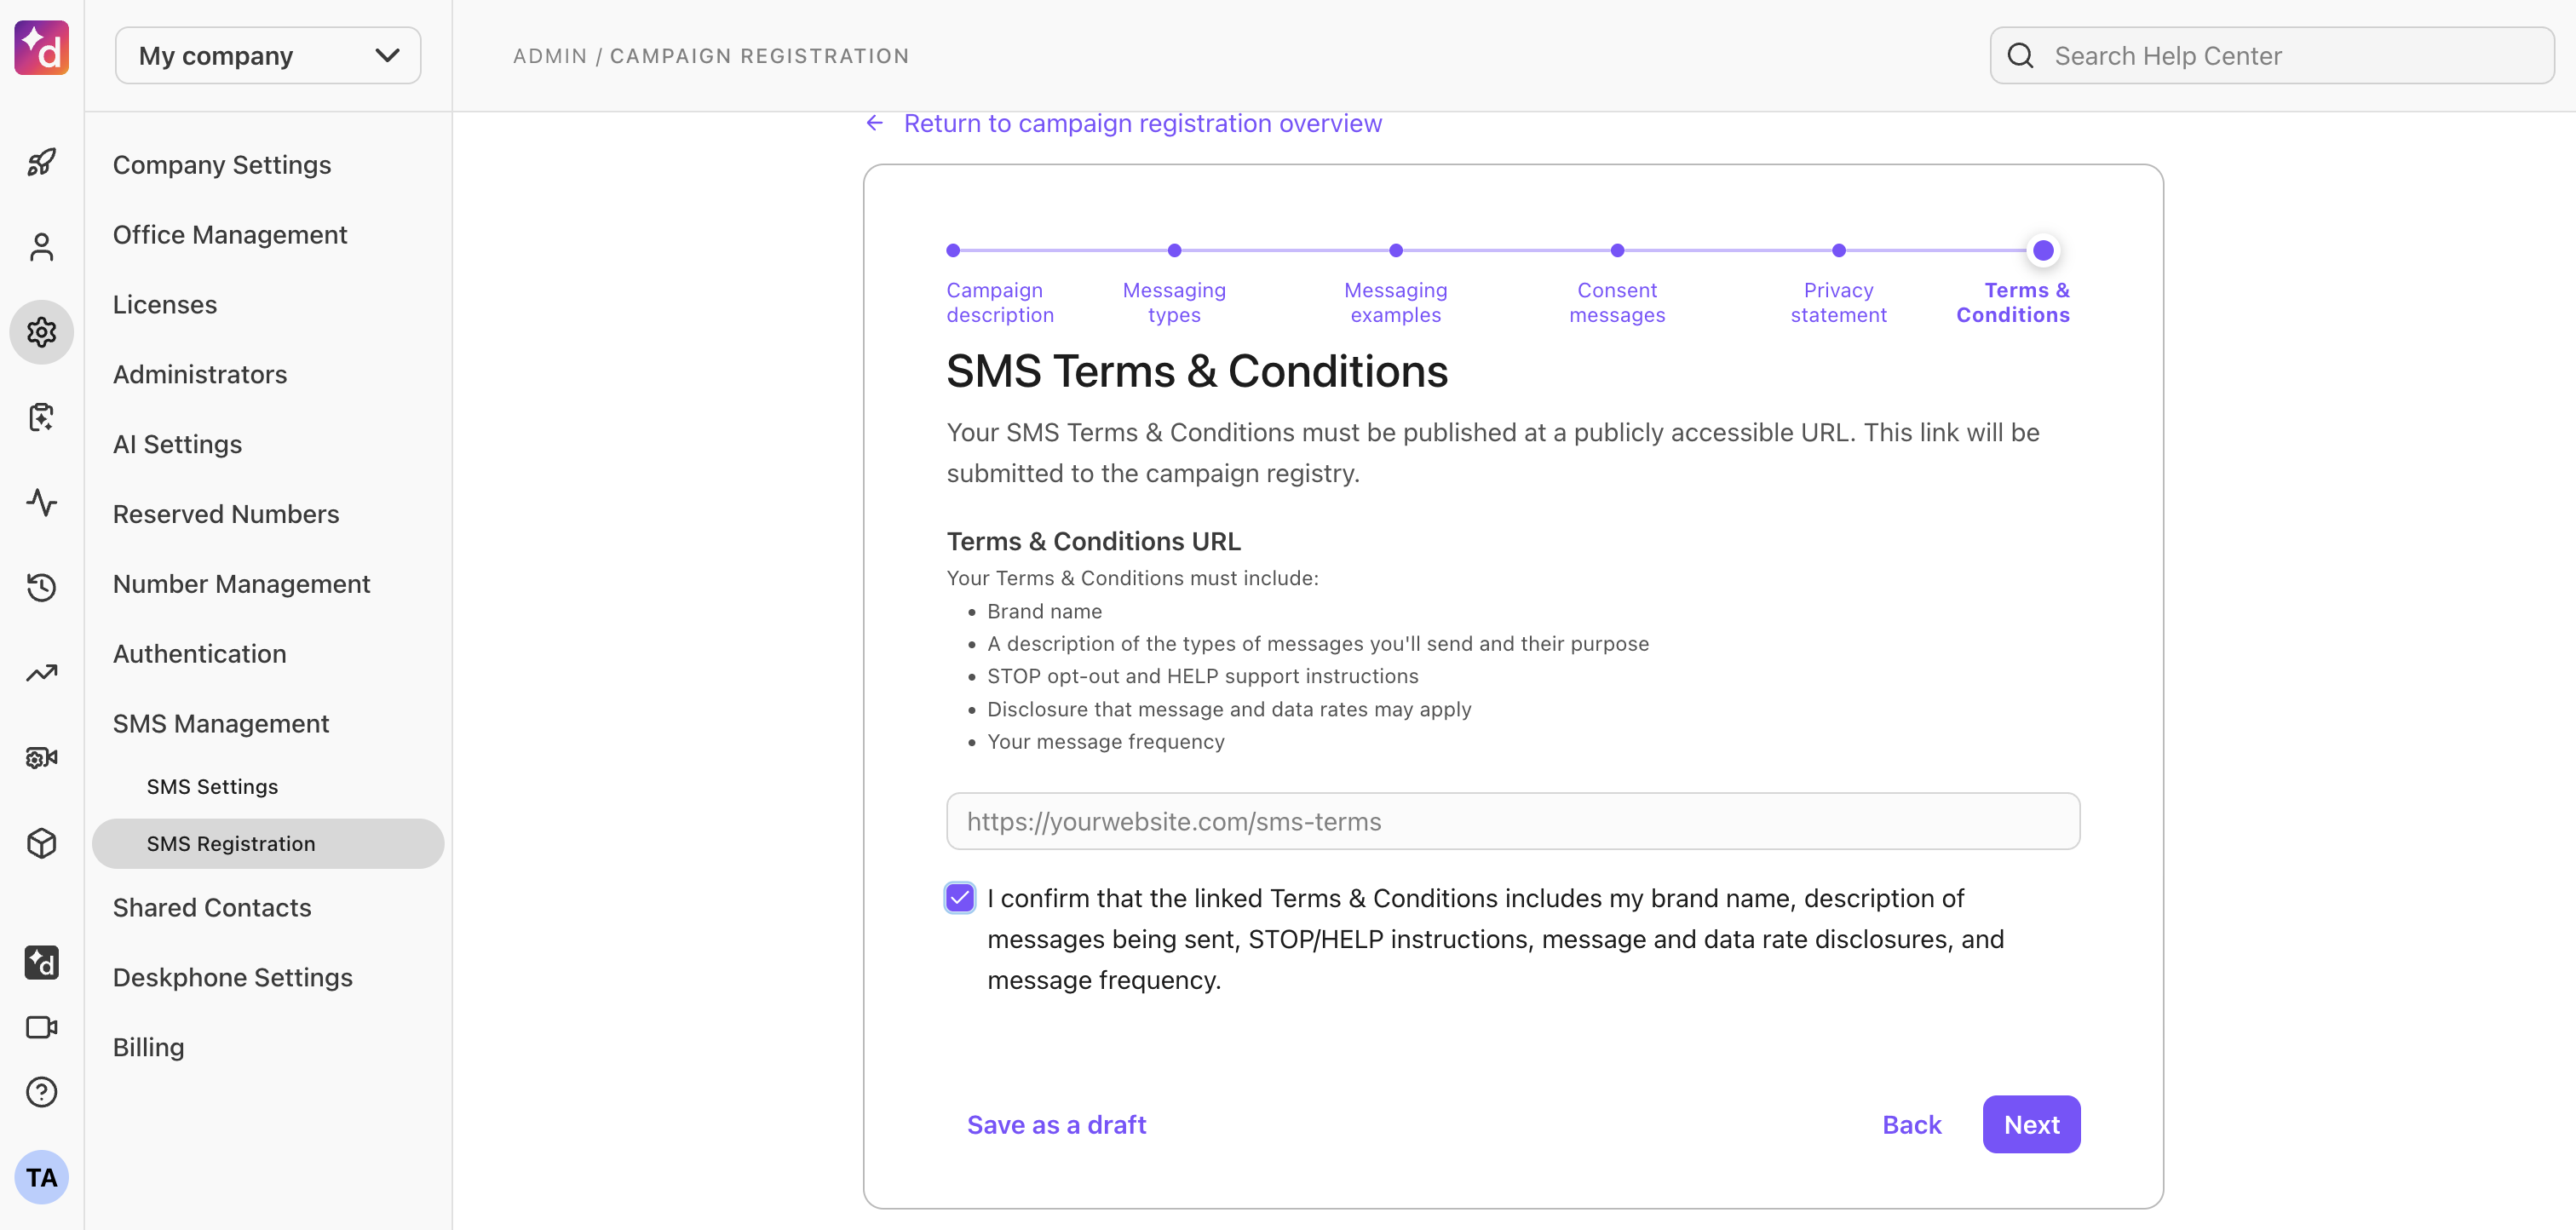 d
My company
ADMIN / CAMPAIGN REGISTRATION
Search Help Center
Company Settings
Office Management
Licenses
Administrators
AI Settings
Reserved Numbers
Number Management
Authentication
SMS Management
SMS Settings
SMS Registration
Shared Contacts
Deskphone Settings
Billing
d
TA
← Return to campaign registration overview
Campaign
description
Messaging
types
Messaging
examples
Consent
messages
Privacy
statement
Terms &
Conditions
SMS Terms & Conditions
Your SMS Terms & Conditions must be published at a publicly accessible URL. This link will be
submitted to the campaign registry.
Terms & Conditions URL
Your Terms & Conditions must include:
• Brand name
• A description of the types of messages you'll send and their purpose
• STOP opt-out and HELP support instructions
• Disclosure that message and data rates may apply
• Your message frequency
https://yourwebsite.com/sms-terms
I confirm that the linked Terms & Conditions includes my brand name, description of
messages being sent, STOP/HELP instructions, message and data rate disclosures, and
message frequency.
Save as a draft
Back
Next